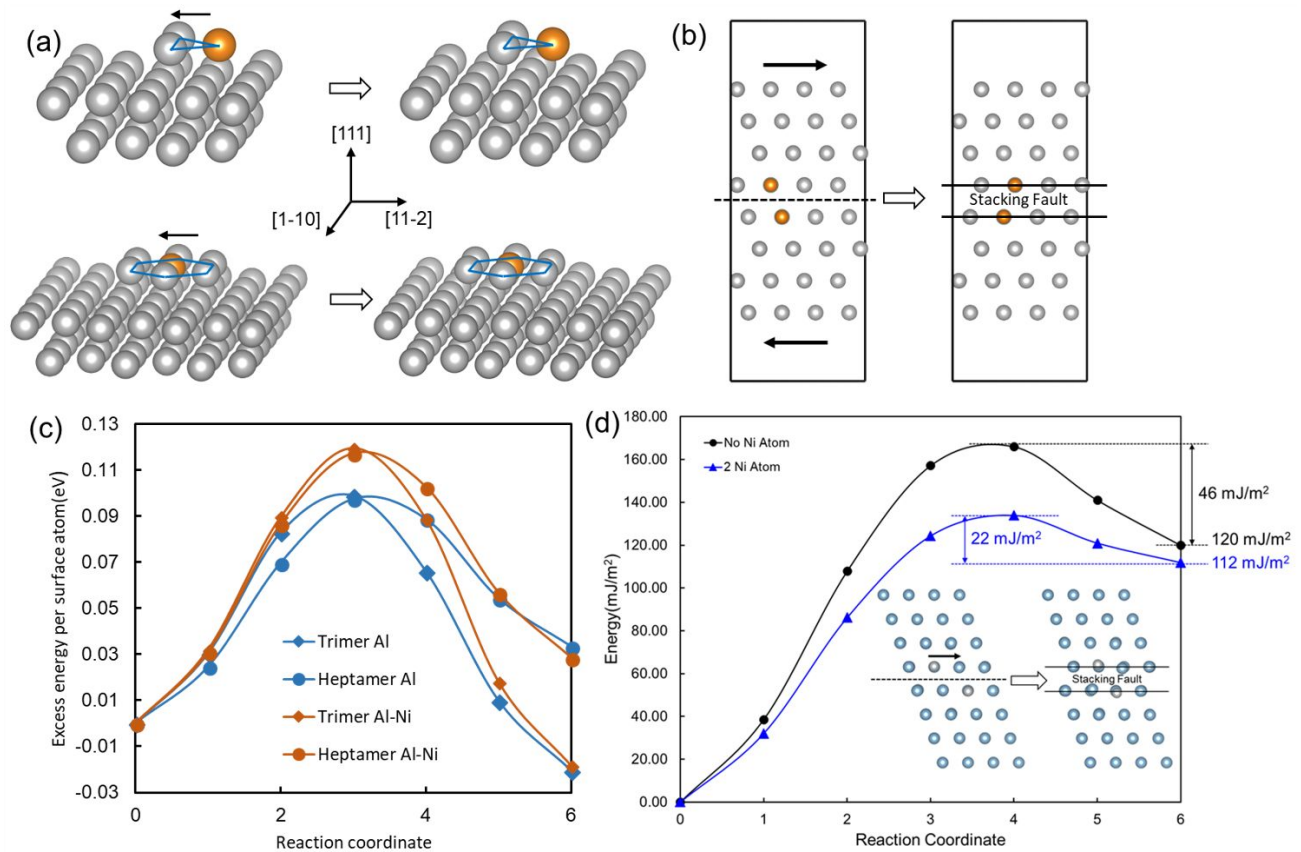 (a)
[111]
[1-10]
[11-2]
(b)
Stacking Fault
(c)
Excess energy per surface atom(eV)
0.13
0.11
0.09
0.07
0.05
0.03
0.01
-0.01
-0.03
Trimer Al
Heptamer Al
Trimer Al-Ni
Heptamer Al-Ni
0 1 2 3 4 5 6
Reaction coordinate
(d)
Energy(mJ/m²)
180.00
160.00
140.00
120.00
100.00
80.00
60.00
40.00
20.00
0.00
No Ni Atom
2 Ni Atom
46 mJ/m²
22 mJ/m²
120 mJ/m²
112 mJ/m²
Stacking Fault
0 1 2 3 4 5 6
Reaction Coordinate